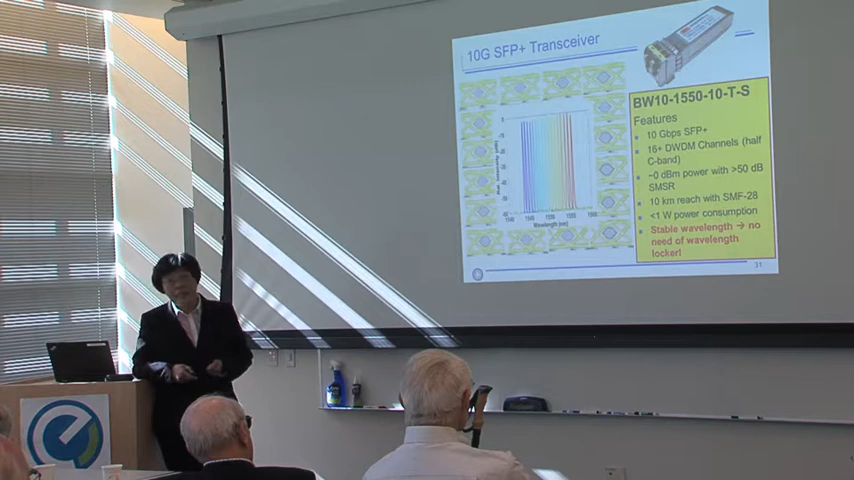 10G SFP+ Transceiver
BW10-1550-10-T-S
Features
10 Gbps SFP+
16+ DWDM Channels (half
C-band)
~0 dBm power with >50 dB
SMSR
10 km reach with SMF-28
<1W power consumption
Stable wavelength → no
need of wavelength
locker!
Wavelength (nm)
31
e